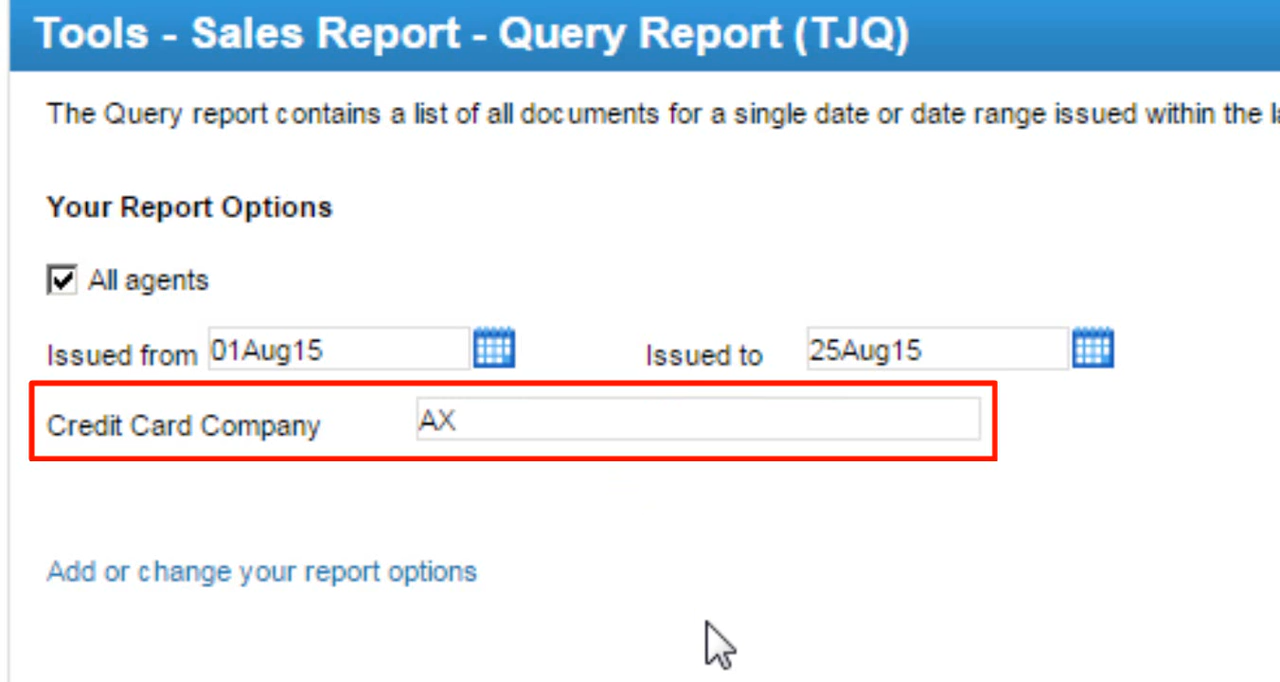 Tools - Sales Report - Query Report (TJQ)
The Query report contains a list of all documents for a single date or date range issued within the
Your Report Options
All agents
Issued from 01Aug15 Issued to 25Aug15
Credit Card Company AX
Add or change your report options